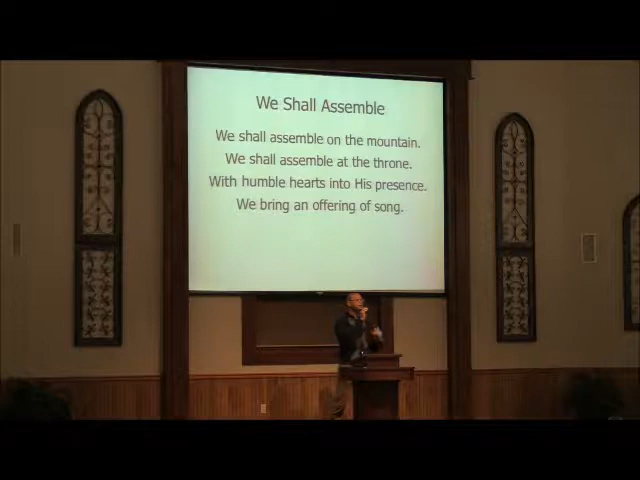 We Shall Assemble
We shall assemble on the mountain.
We shall assemble at the throne.
With humble hearts into His presence.
We bring an offering of song.